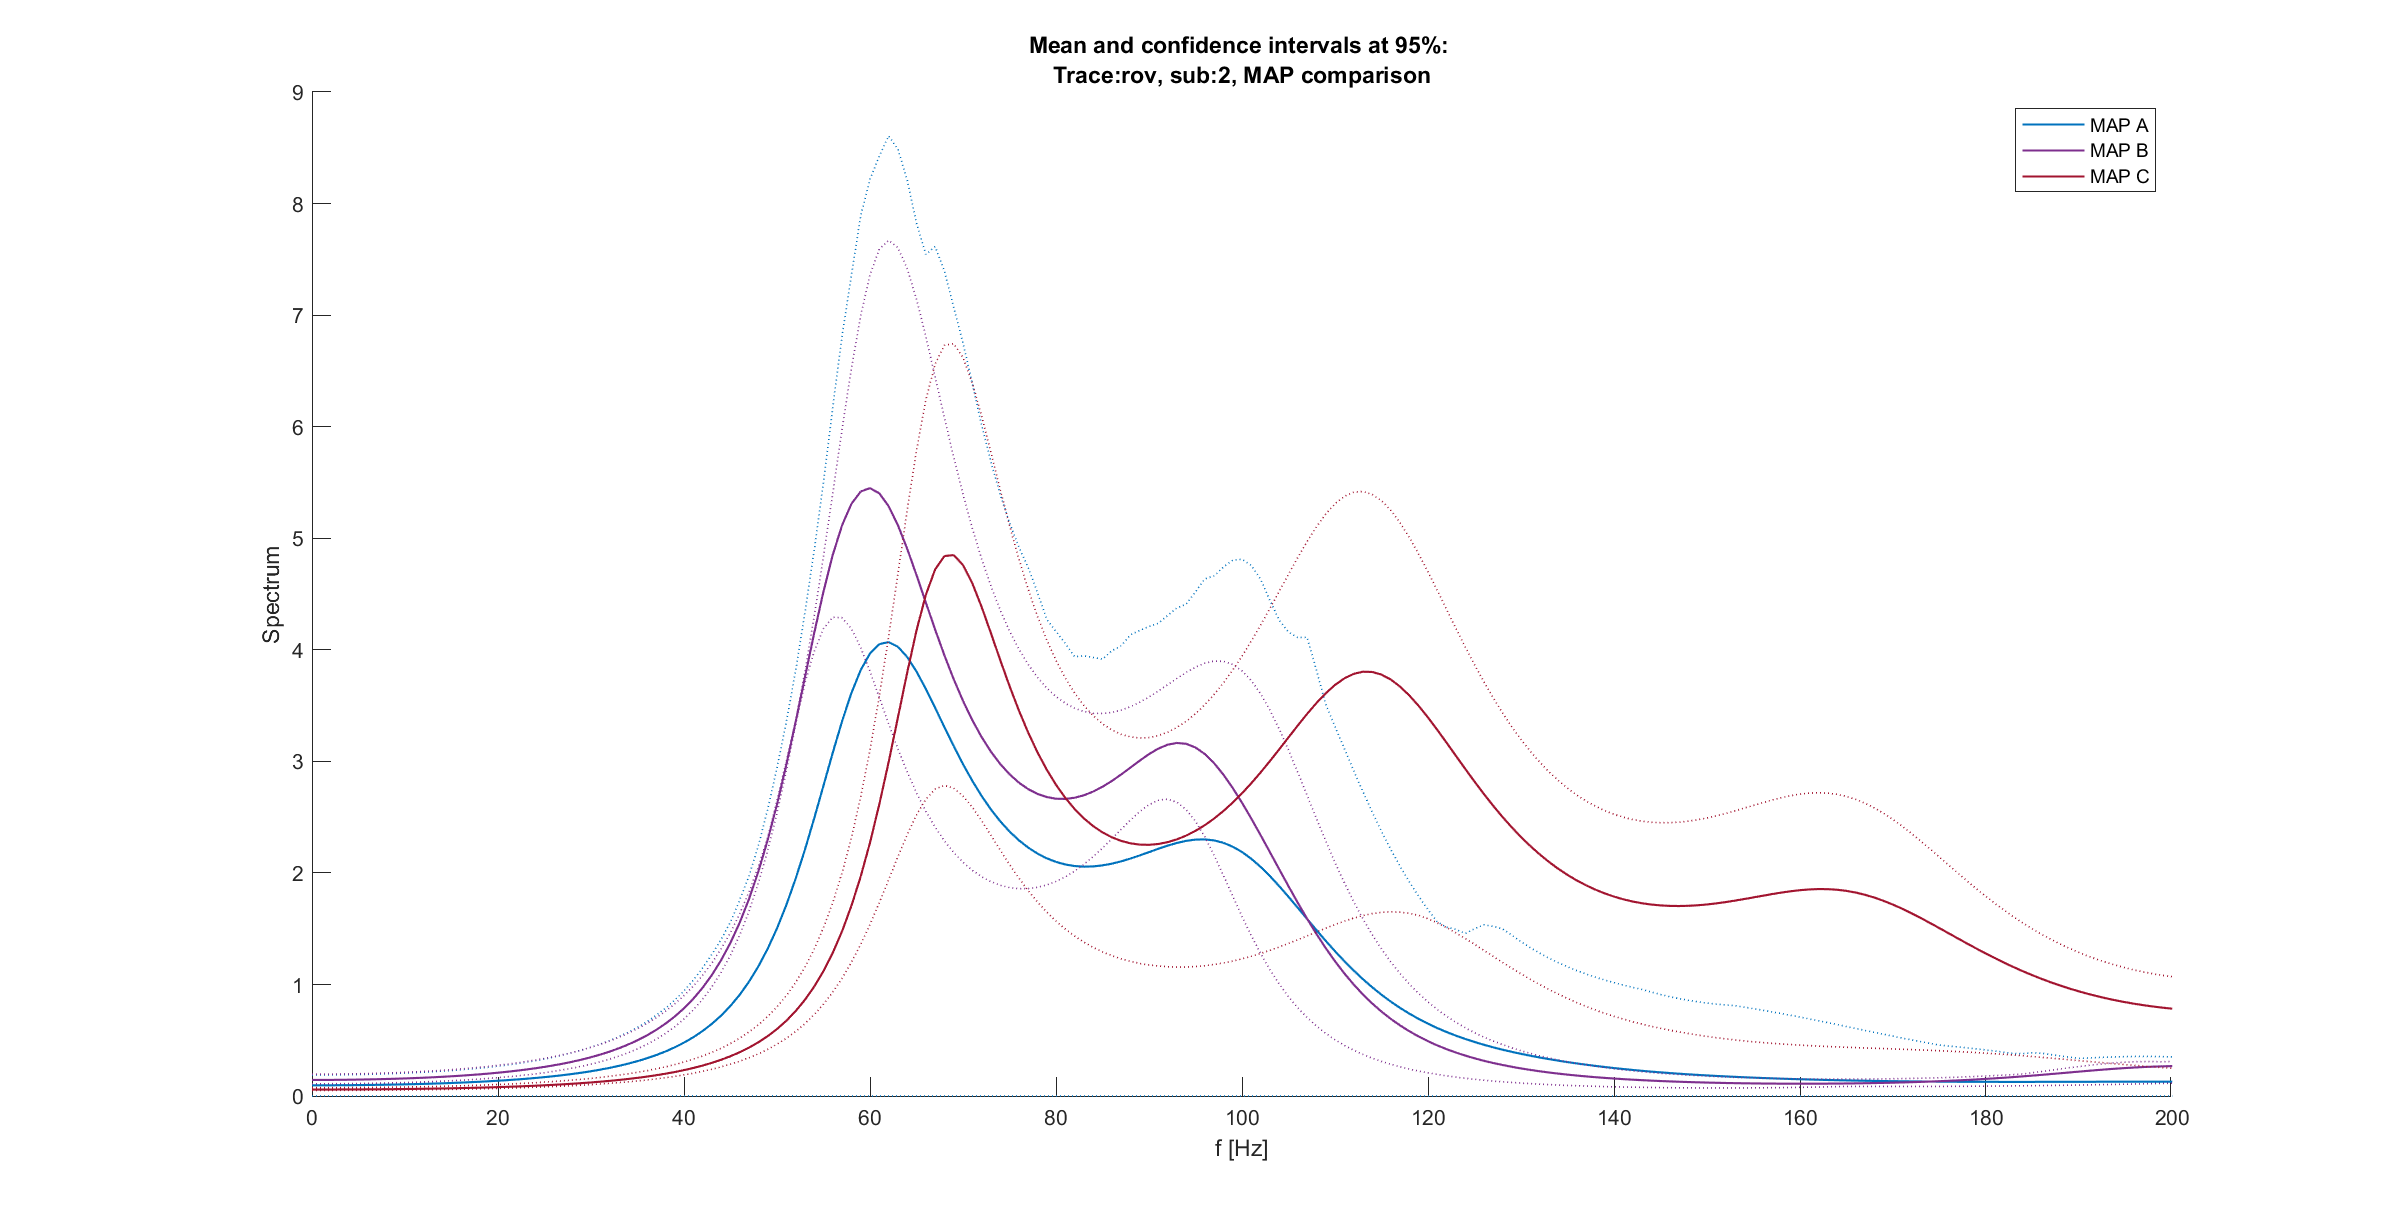 Mean and confidence intervals at 95%:
Trace:rov, sub:2, MAP comparison
MAP A
MAP B
MAP C
Spectrum
9
8
7
6
5
4
3
2
1
0
0 20 40 60 80 100 120 140 160 180 200
f [Hz]